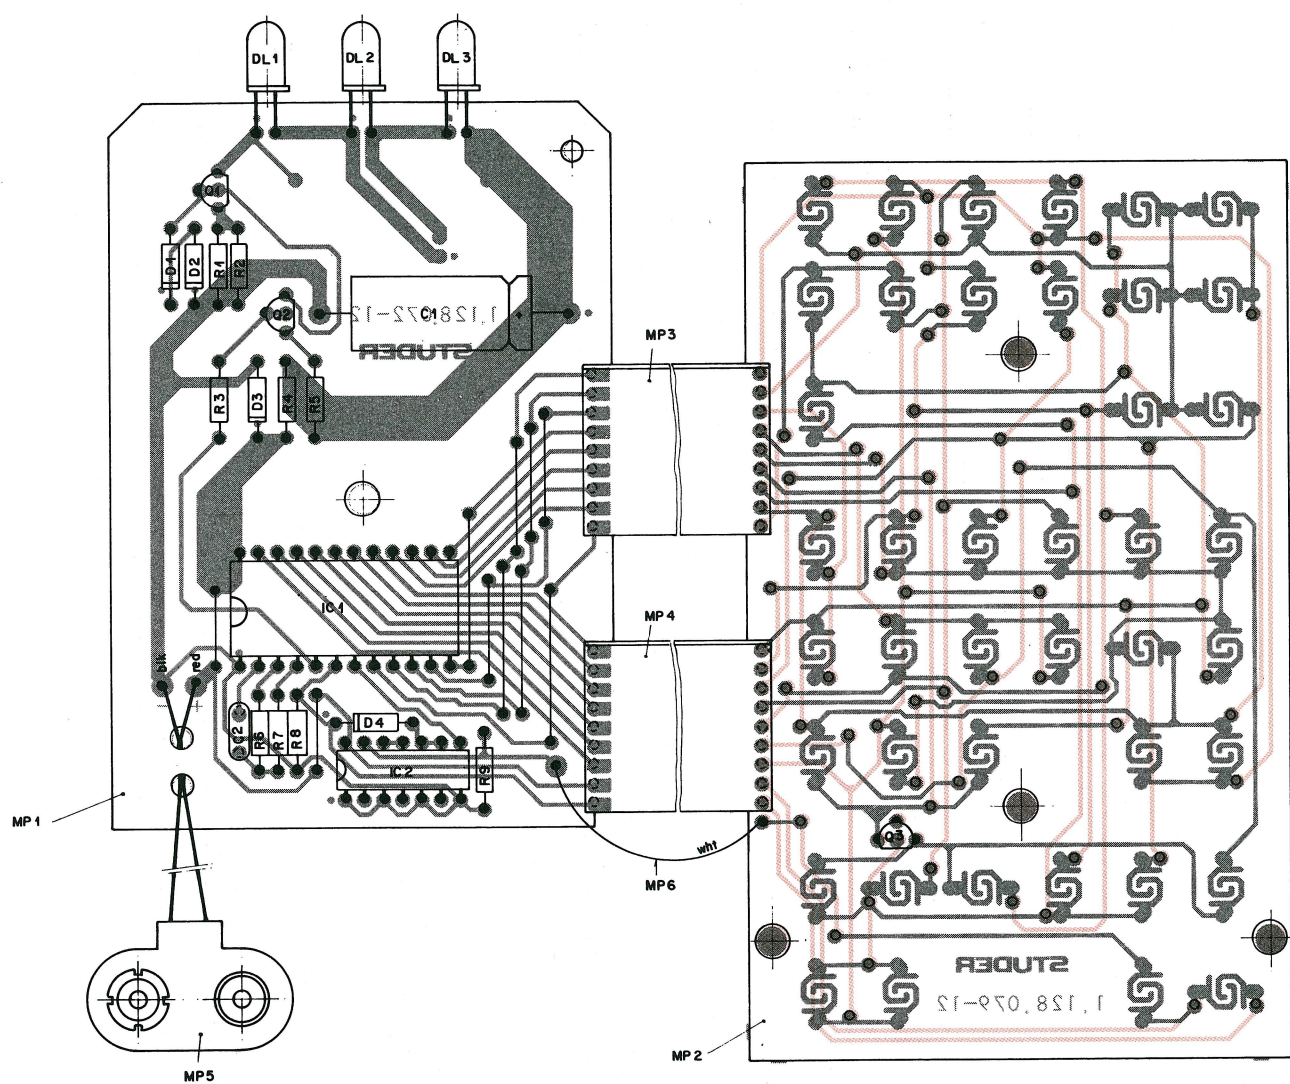 DL1
DL2
DL3
Q1
D1
D2
R1
R2
Q2
C1
1.128.072-12
STUDER
MP3
R3
D3
R4
R5
IC1
MP4
blk
red
C2
R6
R7
R8
D4
IC2
R9
MP1
wht
MP6
Q3
STUDER
1.128.079-12
MP5
MP2